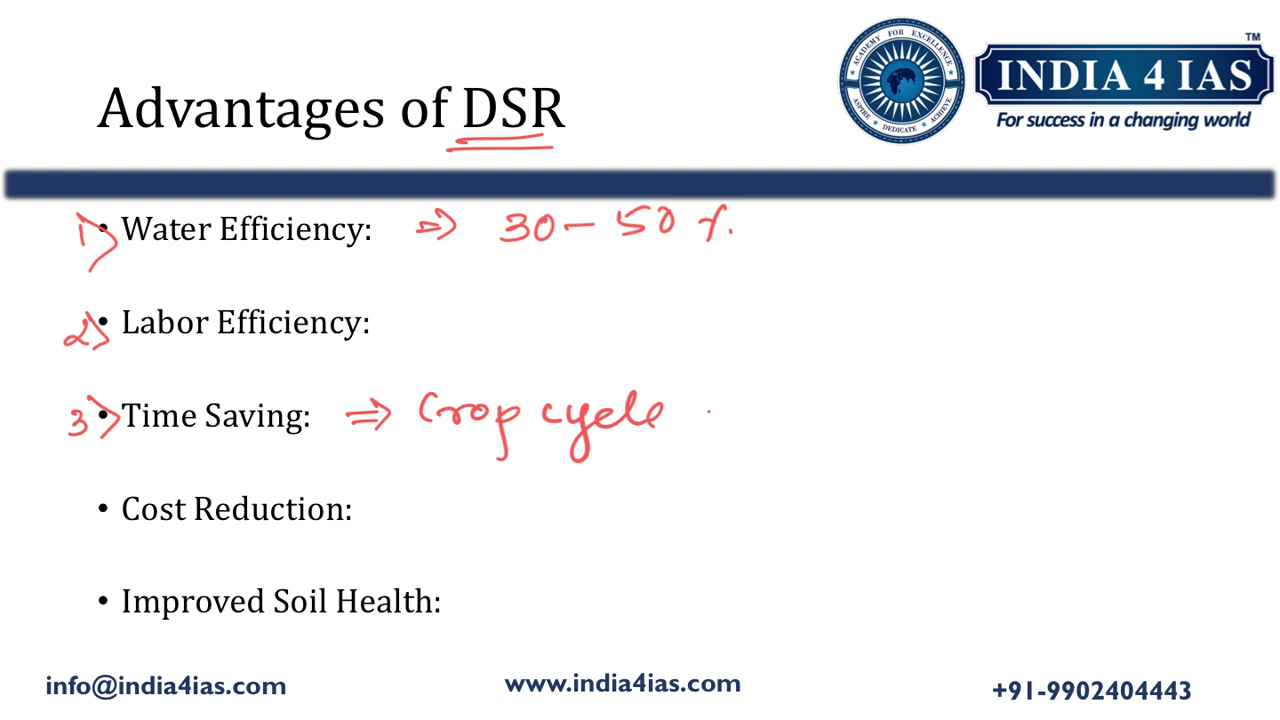 ACADEMY FOR EXCELLENCE
ASPIRE ★ DEDICATE ★ ACHIEVE
INDIA 4 IAS
TM
For success in a changing world
Advantages of DSR
1) • Water Efficiency: ⇒ 30 - 50 %.
2) • Labor Efficiency:
3) • Time Saving: ⇒ Crop cycle
• Cost Reduction:
• Improved Soil Health:
info@india4ias.com
www.india4ias.com
+91-9902404443